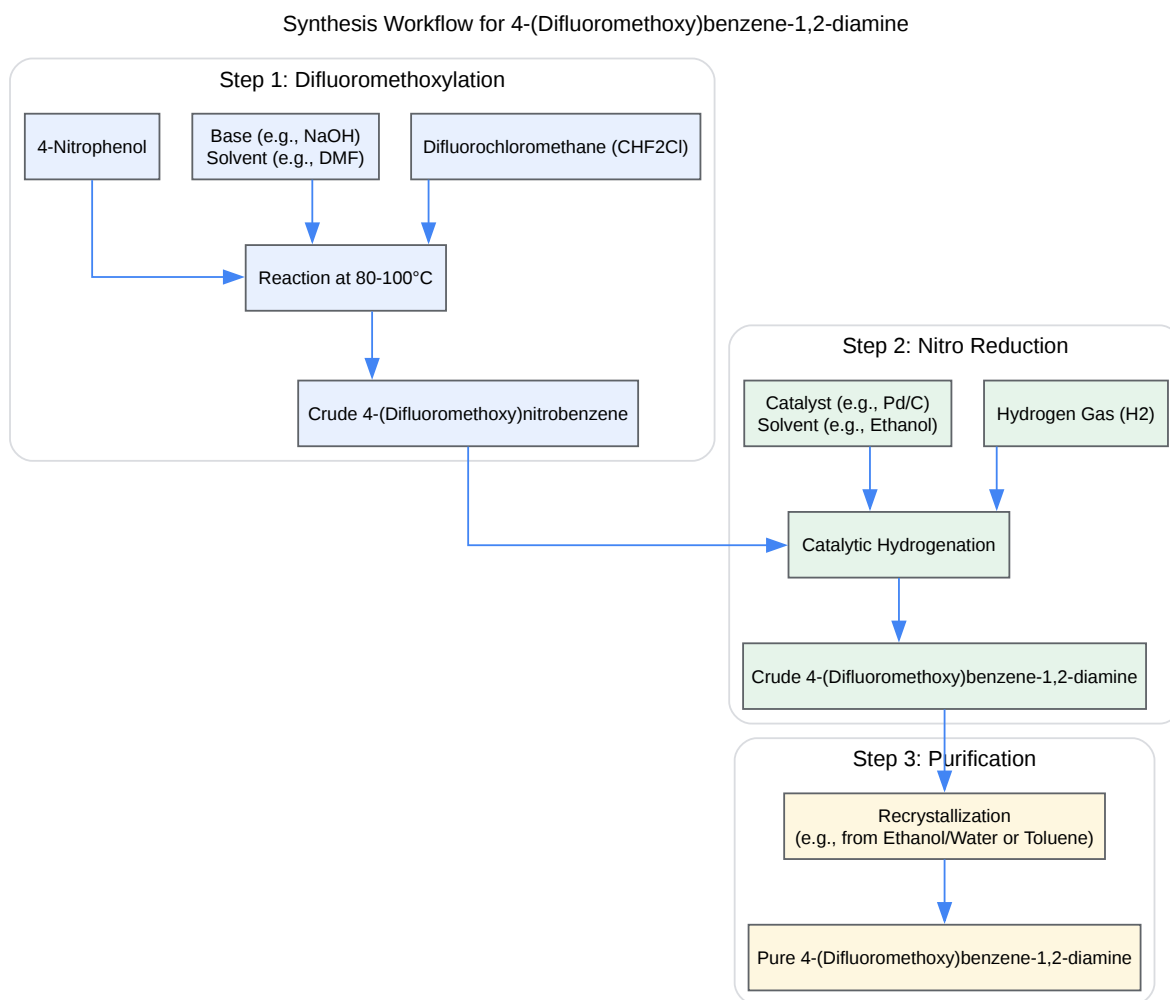 Synthesis Workflow for 4-(Difluoromethoxy)benzene-1,2-diamine
Step 1: Difluoromethoxylation
4-Nitrophenol
Base (e.g., NaOH)
Solvent (e.g., DMF)
Difluorochloromethane (CHF2Cl)
Reaction at 80-100°C
Crude 4-(Difluoromethoxy)nitrobenzene
Step 2: Nitro Reduction
Catalyst (e.g., Pd/C)
Solvent (e.g., Ethanol)
Hydrogen Gas (H2)
Catalytic Hydrogenation
Crude 4-(Difluoromethoxy)benzene-1,2-diamine
Step 3: Purification
Recrystallization
(e.g., from Ethanol/Water or Toluene)
Pure 4-(Difluoromethoxy)benzene-1,2-diamine